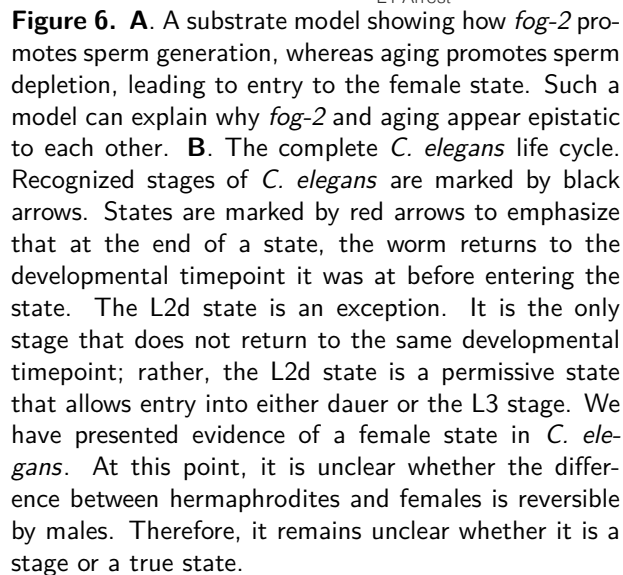 L1 Arrest
Figure 6. A. A substrate model showing how fog-2 pro-
motes sperm generation, whereas aging promotes sperm
depletion, leading to entry to the female state. Such a
model can explain why fog-2 and aging appear epistatic
to each other. B. The complete C. elegans life cycle.
Recognized stages of C. elegans are marked by black
arrows. States are marked by red arrows to emphasize
that at the end of a state, the worm returns to the
developmental timepoint it was at before entering the
state. The L2d state is an exception. It is the only
stage that does not return to the same developmental
timepoint; rather, the L2d state is a permissive state
that allows entry into either dauer or the L3 stage. We
have presented evidence of a female state in C. ele-
gans. At this point, it is unclear whether the differ-
ence between hermaphrodites and females is reversible
by males. Therefore, it remains unclear whether it is a
stage or a true state.